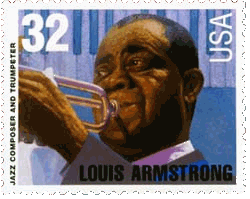 32
USA
JAZZ COMPOSER AND TRUMPETER
LOUIS ARMSTRONG